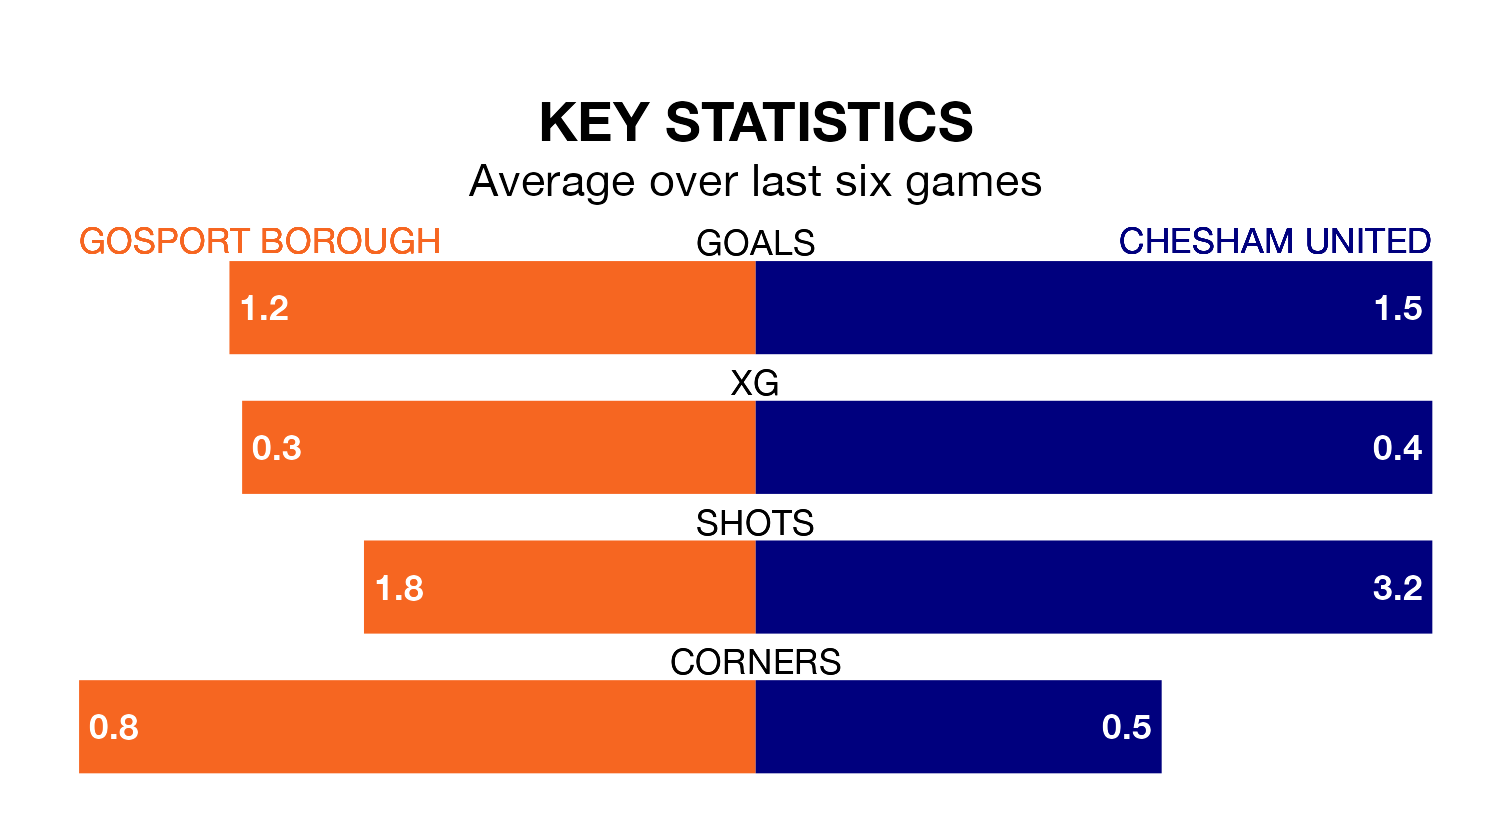 KEY STATISTICS
Average over last six games
GOSPORT BOROUGH GOALS CHESHAM UNITED
1.2 1.5
XG
0.3 0.4
SHOTS
1.8 3.2
CORNERS
0.8 0.5